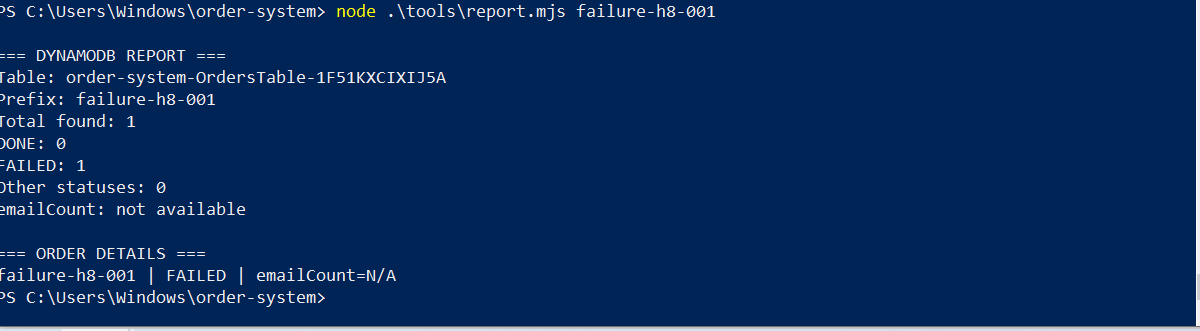 PS C:\Users\Windows\order-system> node .\tools\report.mjs failure-h8-001
=== DYNAMODB REPORT ===
Table: order-system-OrdersTable-1F51KXCIXIJ5A
Prefix: failure-h8-001
Total found: 1
DONE: 0
FAILED: 1
Other statuses: 0
emailCount: not available
=== ORDER DETAILS ===
failure-h8-001 | FAILED | emailCount=N/A
PS C:\Users\Windows\order-system>